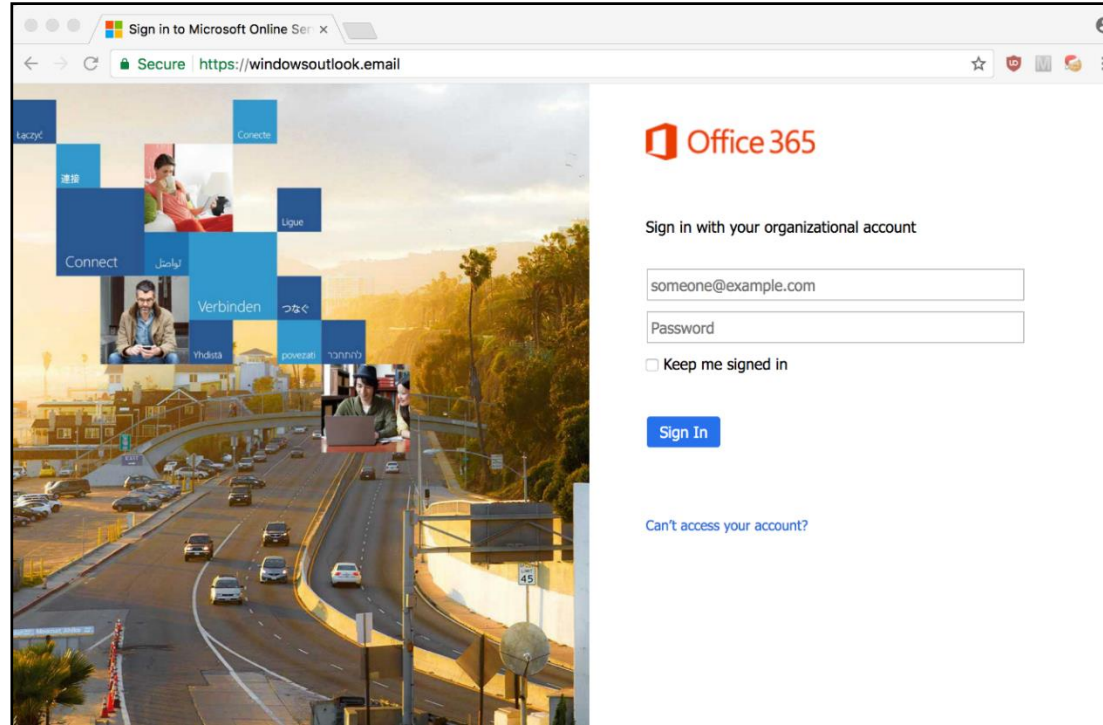 Sign in to Microsoft Online Ser
Secure https://windowsoutlook.email
Łączyć
Conecte
連接
Ligue
Connect
تواصل
Verbinden
つなぐ
Yhdistä
povezati
להתחבר
Office 365
Sign in with your organizational account
someone@example.com
Password
Keep me signed in
Sign In
Can't access your account?
EXIT
45